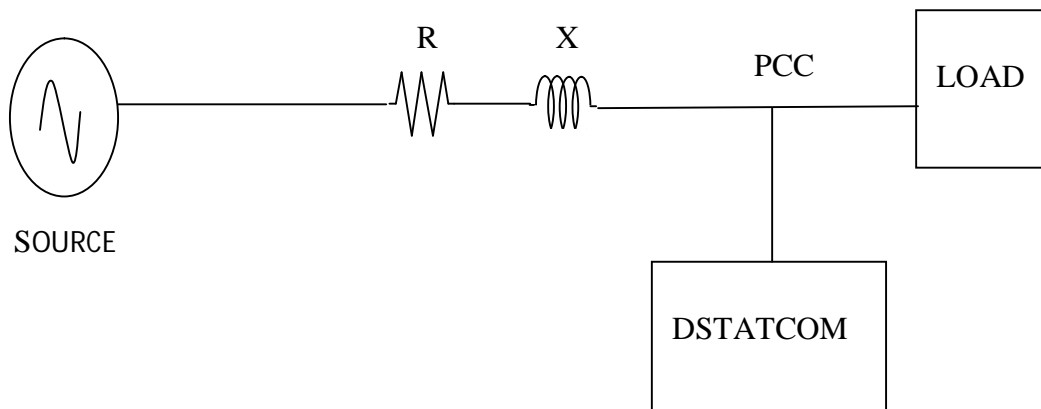 R
X
PCC
LOAD
SOURCE
DSTATCOM